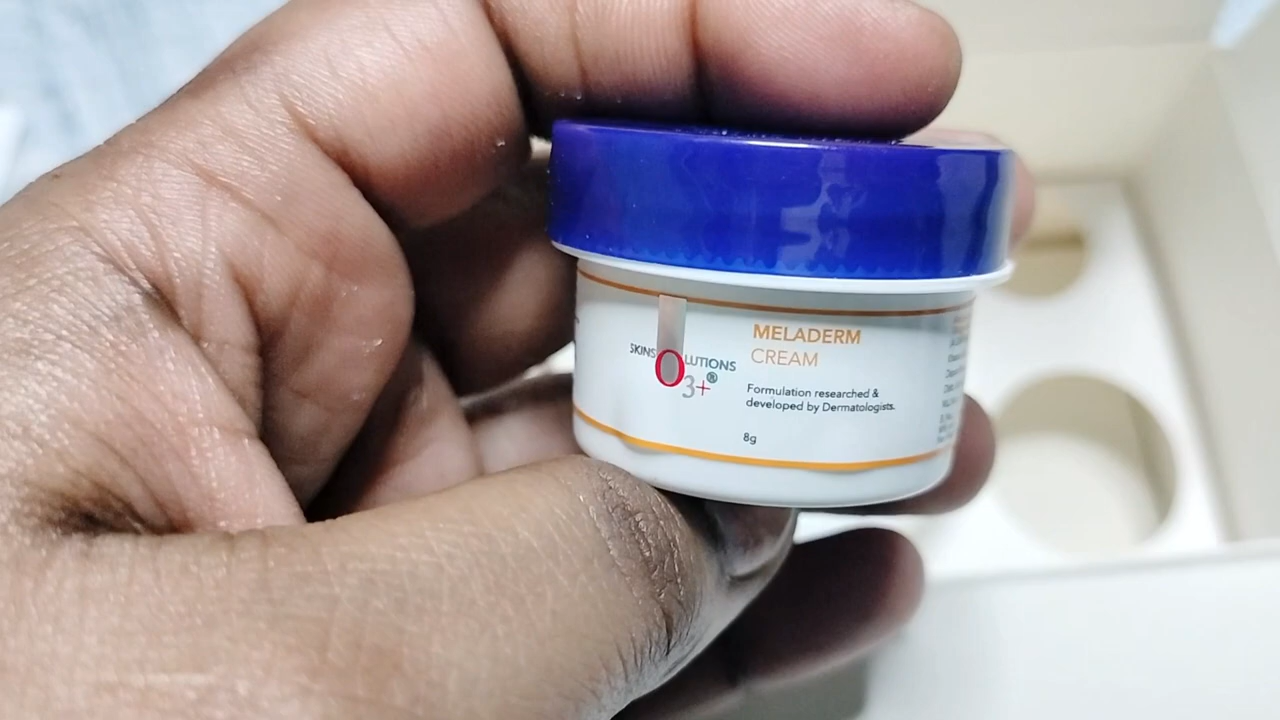 SKINSOLUTIONS
O3+®
MELADERM
CREAM
Formulation researched &
developed by Dermatologists.
8g